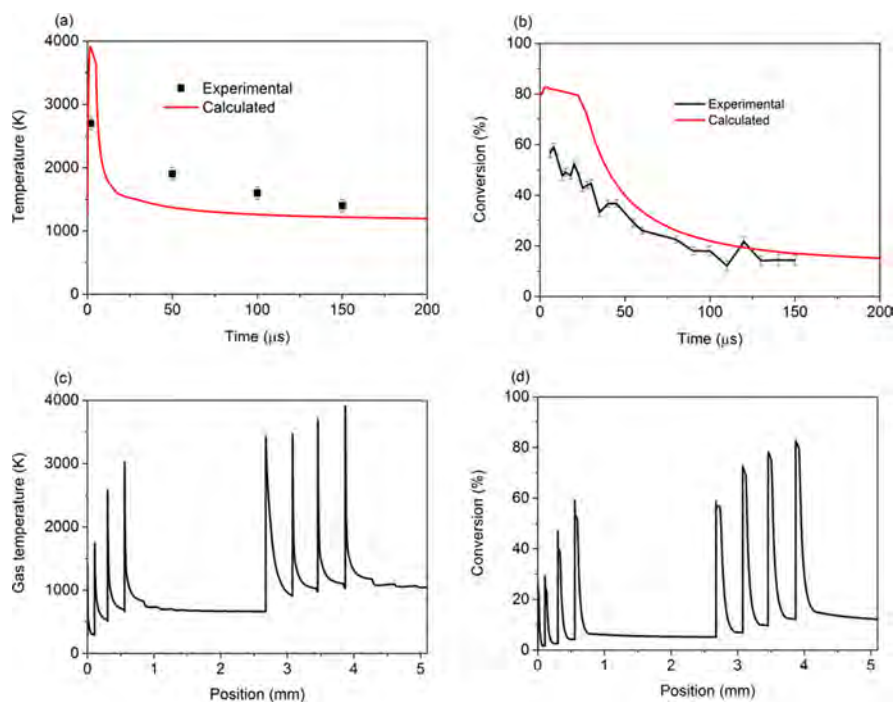 (a)
4000
3000
2000
1000
0
0 50 100 150 200
Temperature (K)
Time (μs)
Experimental
Calculated
(b)
100
80
60
40
20
0
0 50 100 150 200
Conversion (%)
Time (μs)
Experimental
Calculated
(c)
4000
3000
2000
1000
0
0 1 2 3 4 5
Gas temperature (K)
Position (mm)
(d)
100
80
60
40
20
0
0 1 2 3 4 5
Conversion (%)
Position (mm)